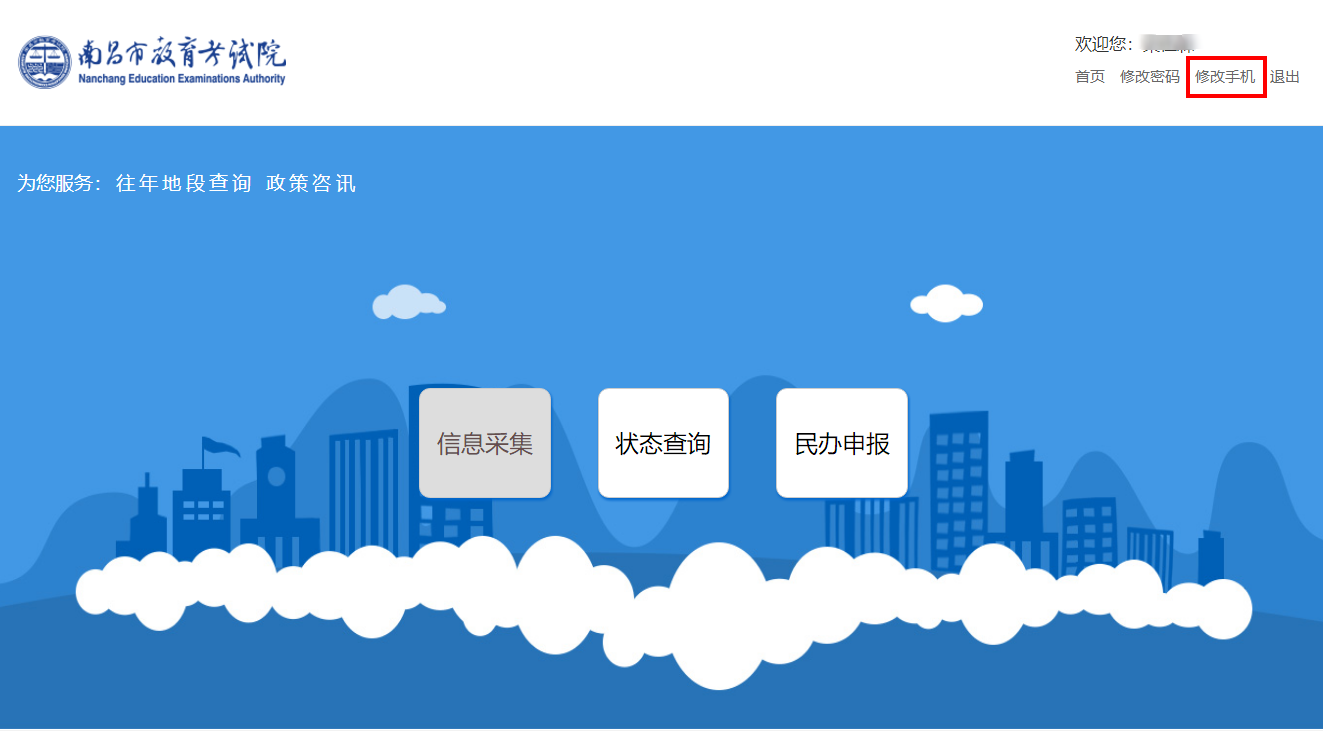 南昌市教育考试院
Nanchang Education Examinations Authority
欢迎您：
首页 修改密码 修改手机 退出
为您服务： 往年地段查询 政策咨讯
信息采集 状态查询 民办申报